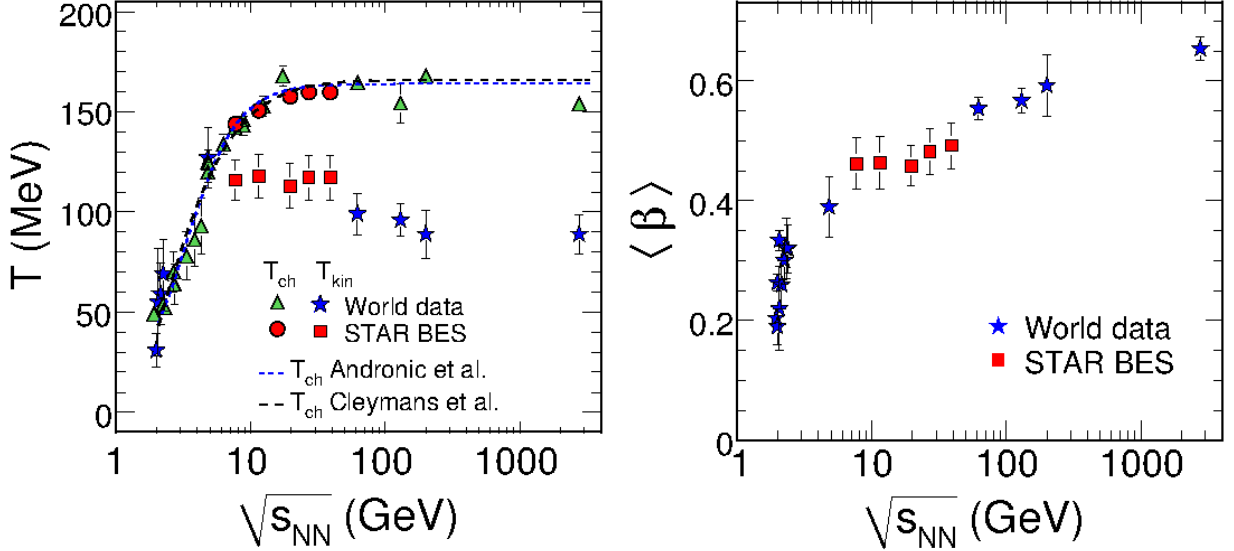 200
150
100
50
0
T (MeV)
T_ch T_kin
World data
STAR BES
T_ch Andronic et al.
T_ch Cleymans et al.
1 10 100 1000
√s_NN (GeV)
0.6
0.4
0.2
0
⟨β⟩
World data
STAR BES
1 10 100 1000
√s_NN (GeV)